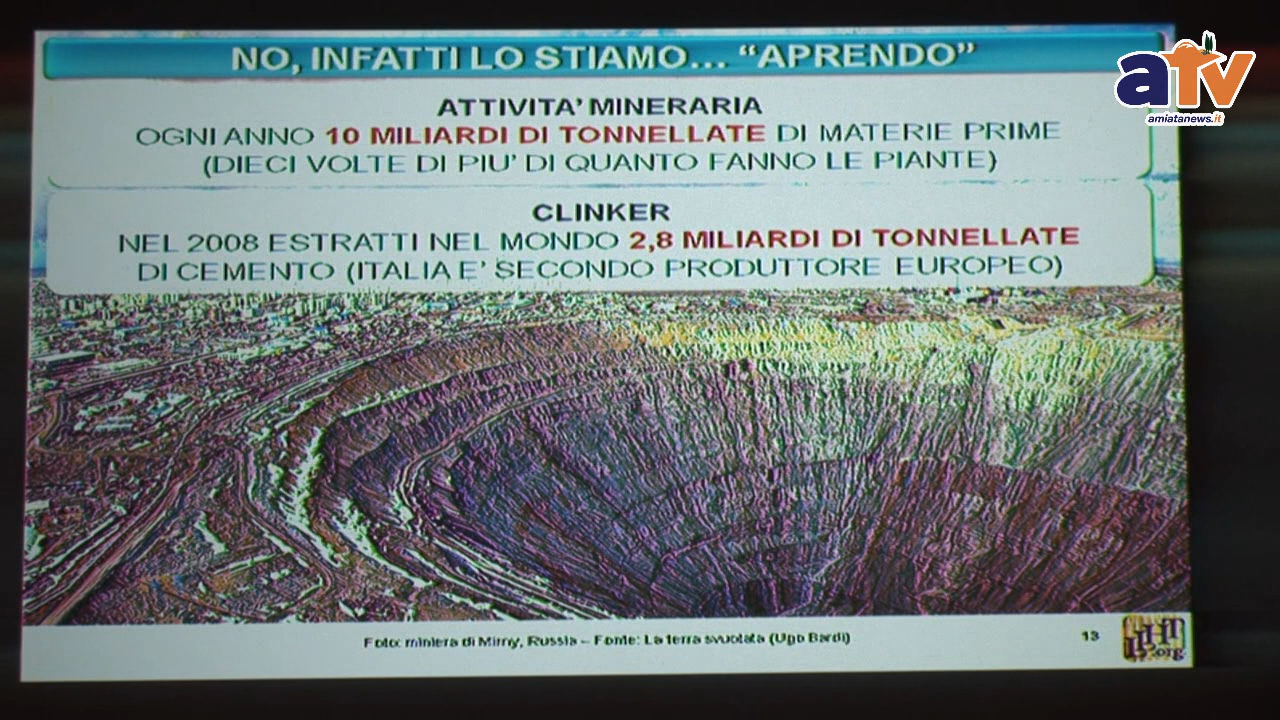 NO, INFATTI LO STIAMO... “APRENDO”
aTv
amiatanews.it
ATTIVITA’ MINERARIA
OGNI ANNO 10 MILIARDI DI TONNELLATE DI MATERIE PRIME
(DIECI VOLTE DI PIU’ DI QUANTO FANNO LE PIANTE)
CLINKER
NEL 2008 ESTRATTI NEL MONDO 2,8 MILIARDI DI TONNELLATE
DI CEMENTO (ITALIA E’ SECONDO PRODUTTORE EUROPEO)
Foto: miniera di Mirny, Russia – Fonte: La terra svuotata (Ugo Bardi)
13
.org